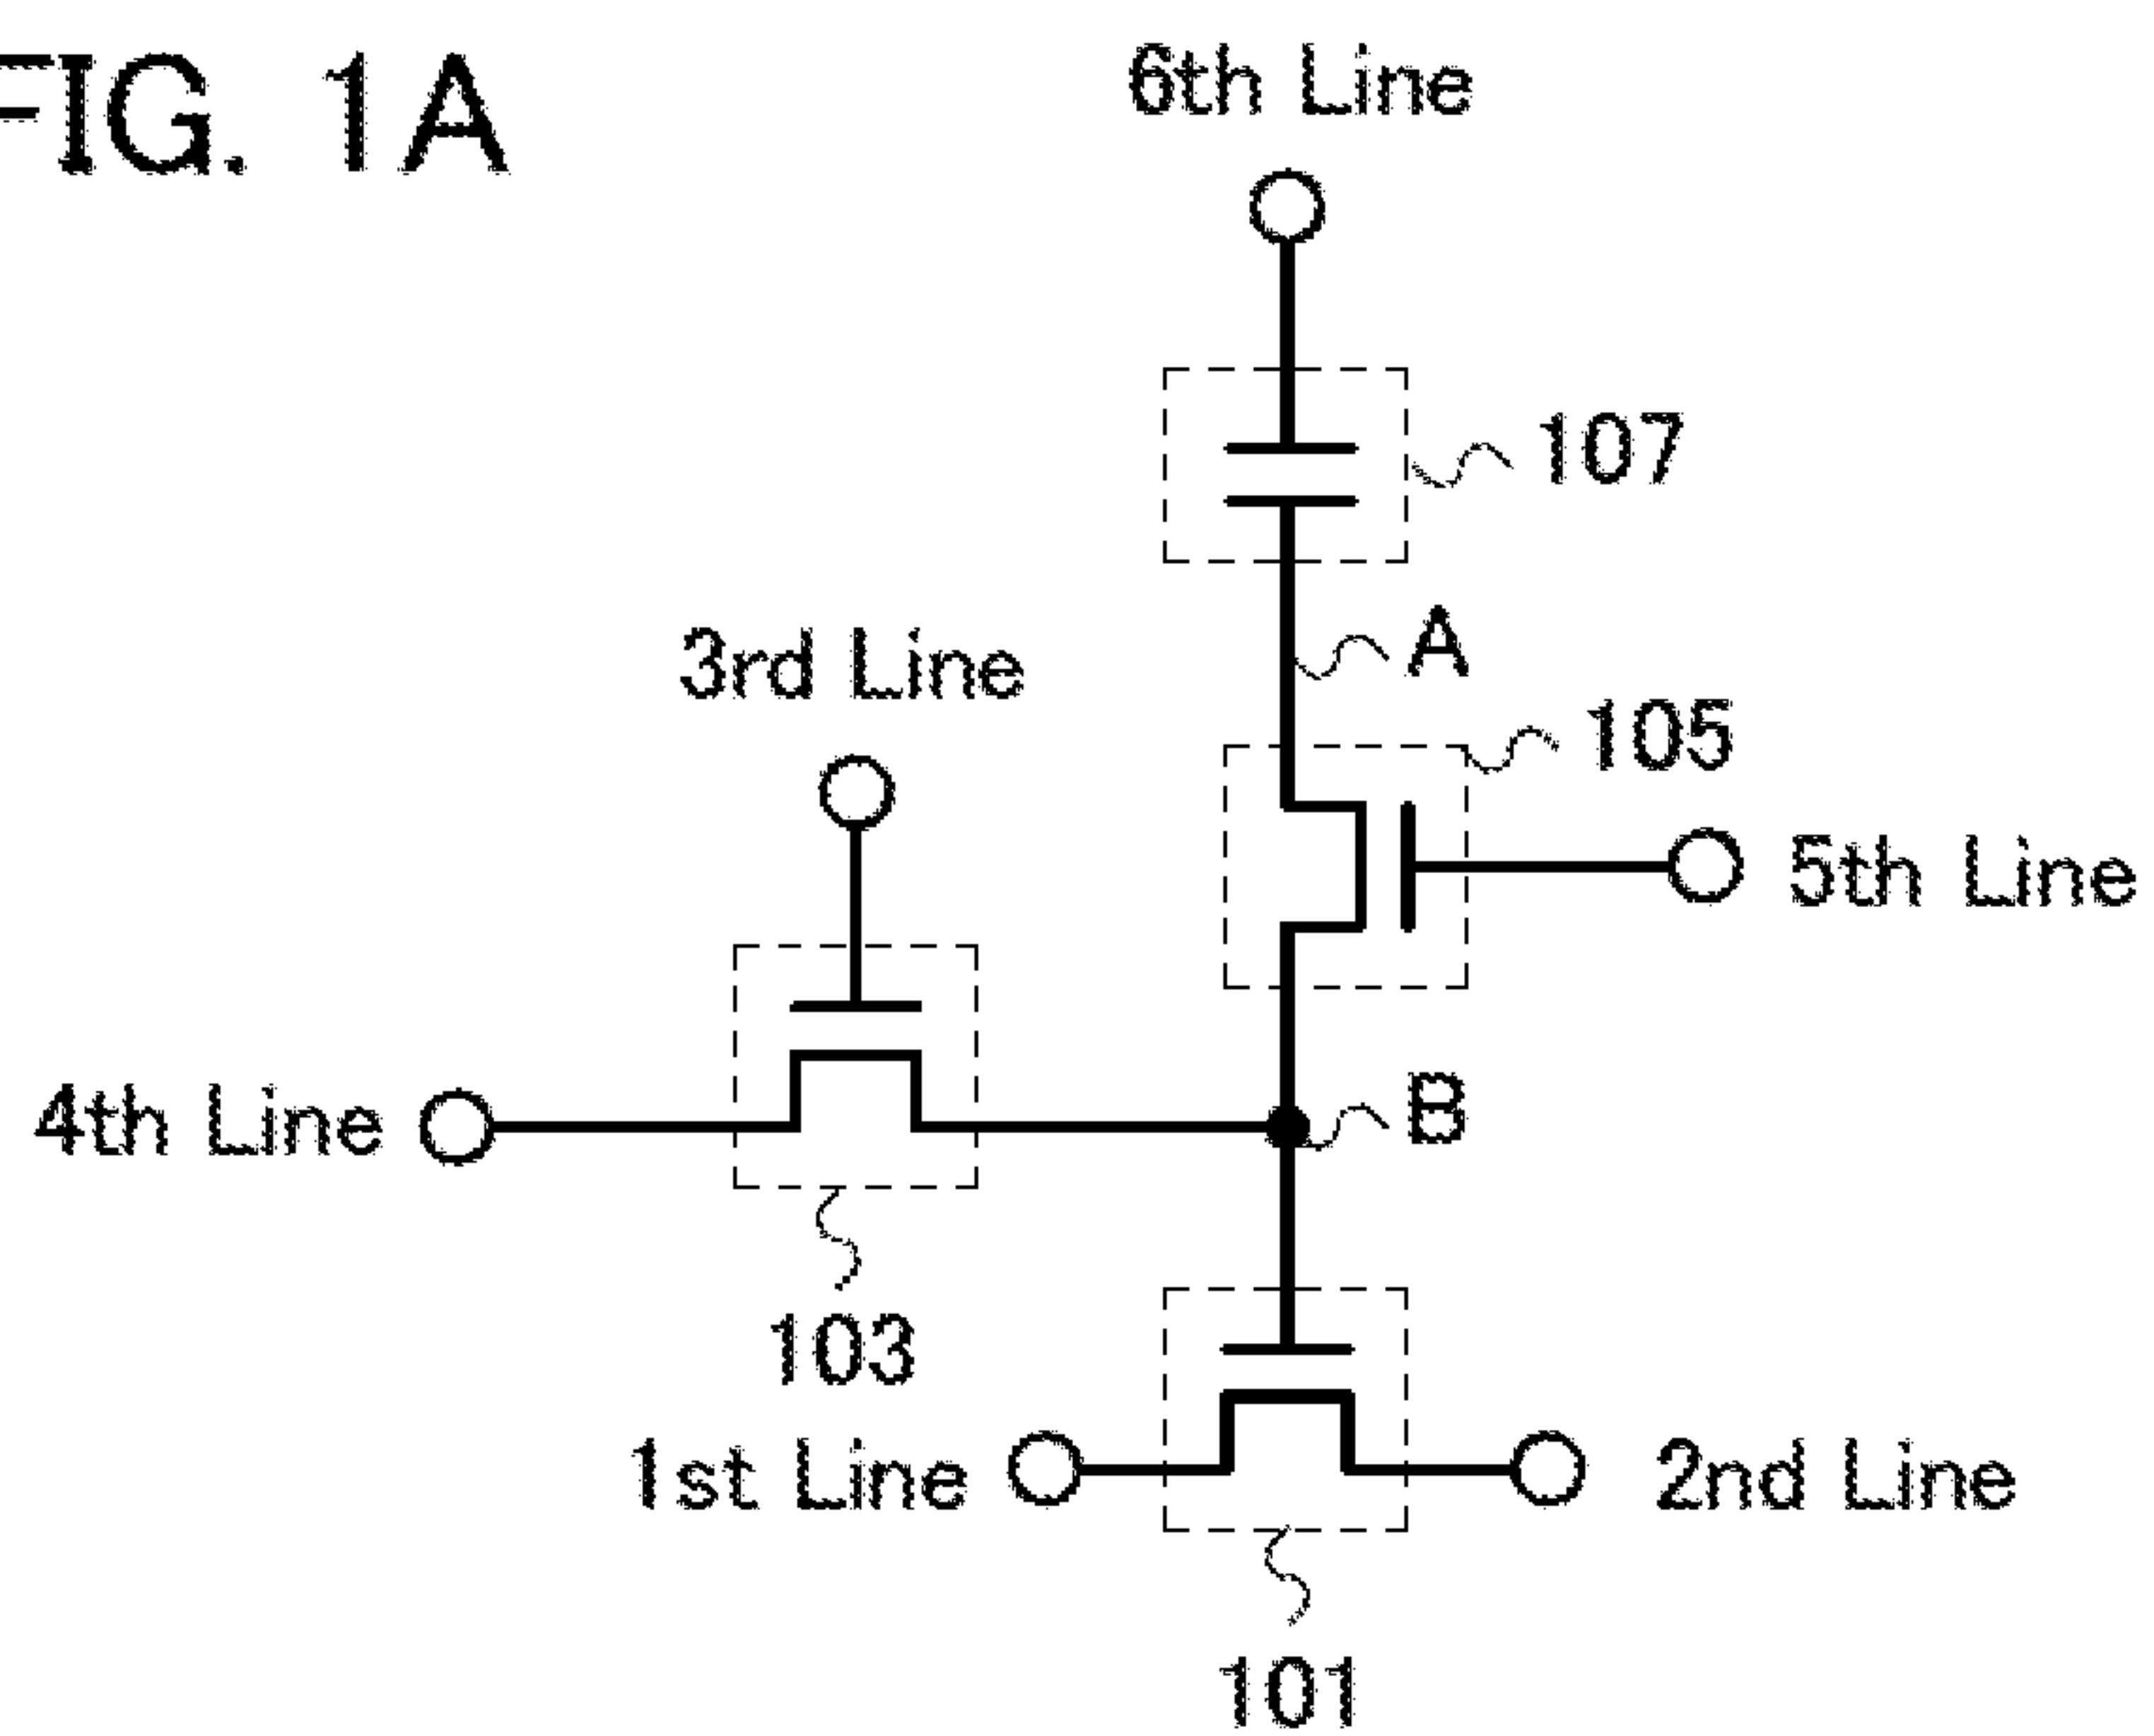 FIG. 1A
6th Line
107
A
3rd Line
105
5th Line
4th Line
B
103
1st Line
2nd Line
101